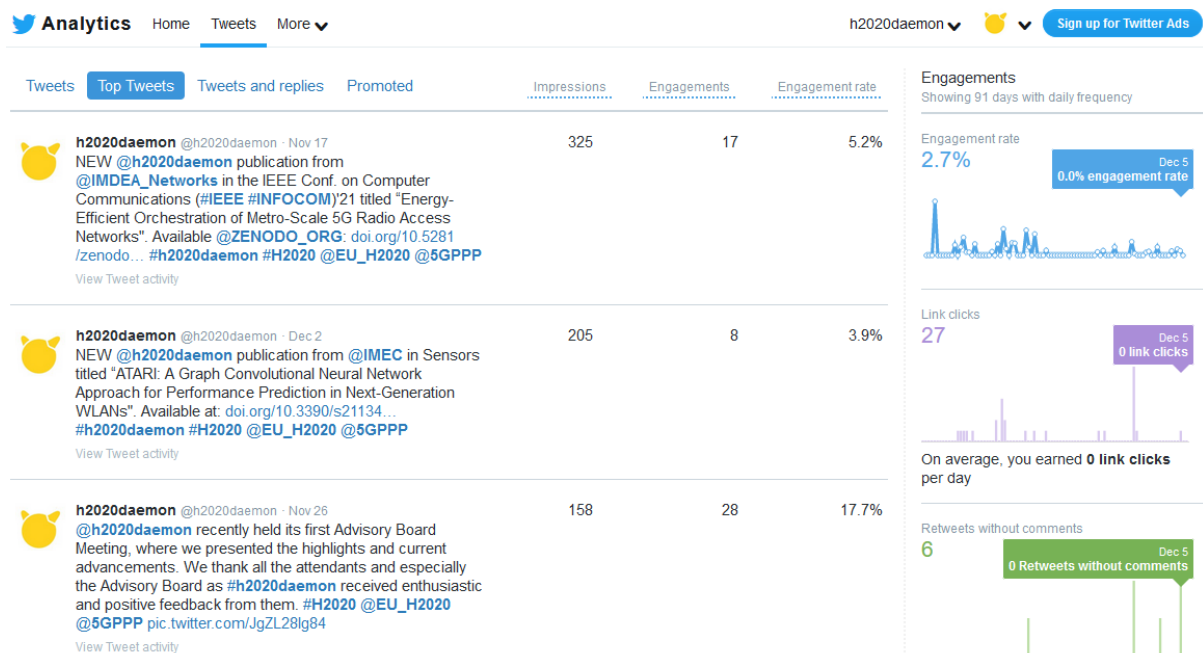 Analytics Home Tweets More h2020daemon Sign up for Twitter Ads
Tweets Top Tweets Tweets and replies Promoted Impressions Engagements Engagement rate
h2020daemon @h2020daemon · Nov 17 325 17 5.2%
NEW @h2020daemon publication from
@IMDEA_Networks in the IEEE Conf. on Computer
Communications (#IEEE #INFOCOM)'21 titled “Energy-
Efficient Orchestration of Metro-Scale 5G Radio Access
Networks". Available @ZENODO_ORG: doi.org/10.5281
/zenodo… #h2020daemon #H2020 @EU_H2020 @5GPPP
View Tweet activity
h2020daemon @h2020daemon · Dec 2 205 8 3.9%
NEW @h2020daemon publication from @IMEC in Sensors
titled “ATARI: A Graph Convolutional Neural Network
Approach for Performance Prediction in Next-Generation
WLANs". Available at: doi.org/10.3390/s21134…
#h2020daemon #H2020 @EU_H2020 @5GPPP
View Tweet activity
h2020daemon @h2020daemon · Nov 26 158 28 17.7%
@h2020daemon recently held its first Advisory Board
Meeting, where we presented the highlights and current
advancements. We thank all the attendants and especially
the Advisory Board as #h2020daemon received enthusiastic
and positive feedback from them. #H2020 @EU_H2020
@5GPPP pic.twitter.com/JgZL28lg84
View Tweet activity
Engagements
Showing 91 days with daily frequency
Engagement rate
2.7%
Dec 5
0.0% engagement rate
Link clicks
27
Dec 5
0 link clicks
On average, you earned 0 link clicks
per day
Retweets without comments
6
Dec 5
0 Retweets without comments